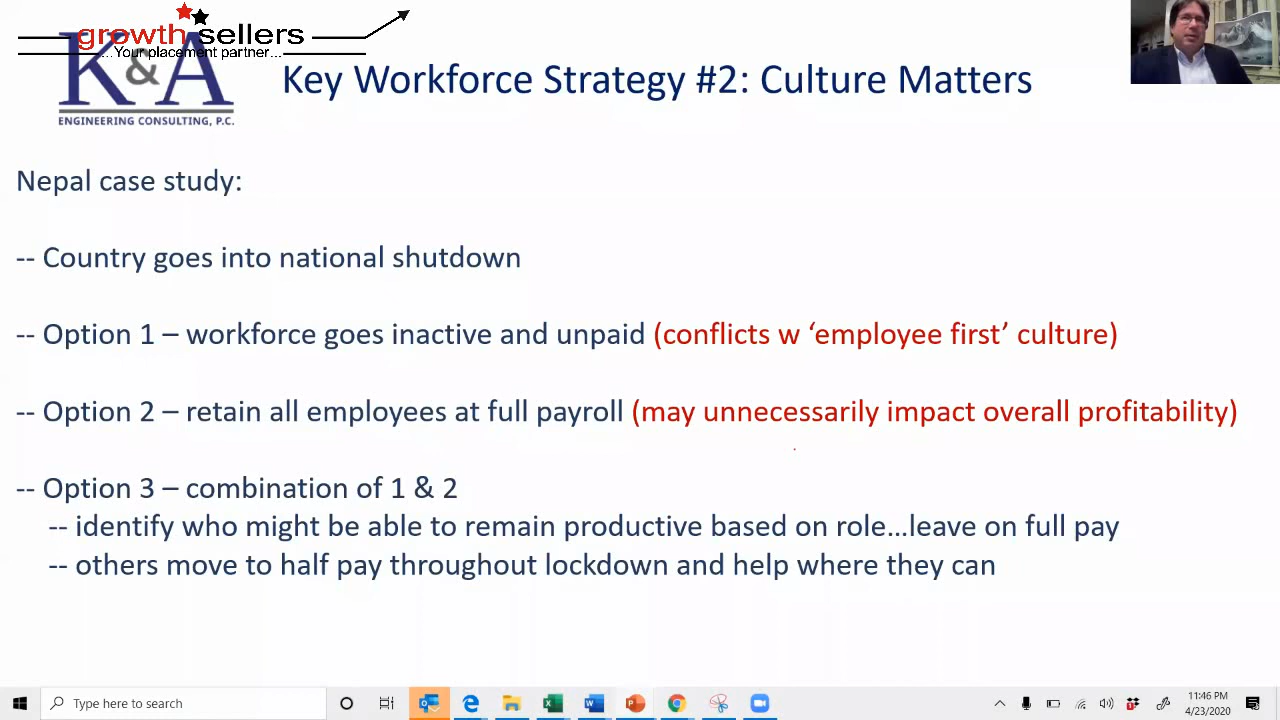 growth sellers
...Your placement partner...
K&A
ENGINEERING CONSULTING, P.C.
Key Workforce Strategy #2: Culture Matters
Nepal case study:
-- Country goes into national shutdown
-- Option 1 – workforce goes inactive and unpaid (conflicts w ‘employee first’ culture)
-- Option 2 – retain all employees at full payroll (may unnecessarily impact overall profitability)
-- Option 3 – combination of 1 & 2
-- identify who might be able to remain productive based on role...leave on full pay
-- others move to half pay throughout lockdown and help where they can
Type here to search
11:46 PM
4/23/2020